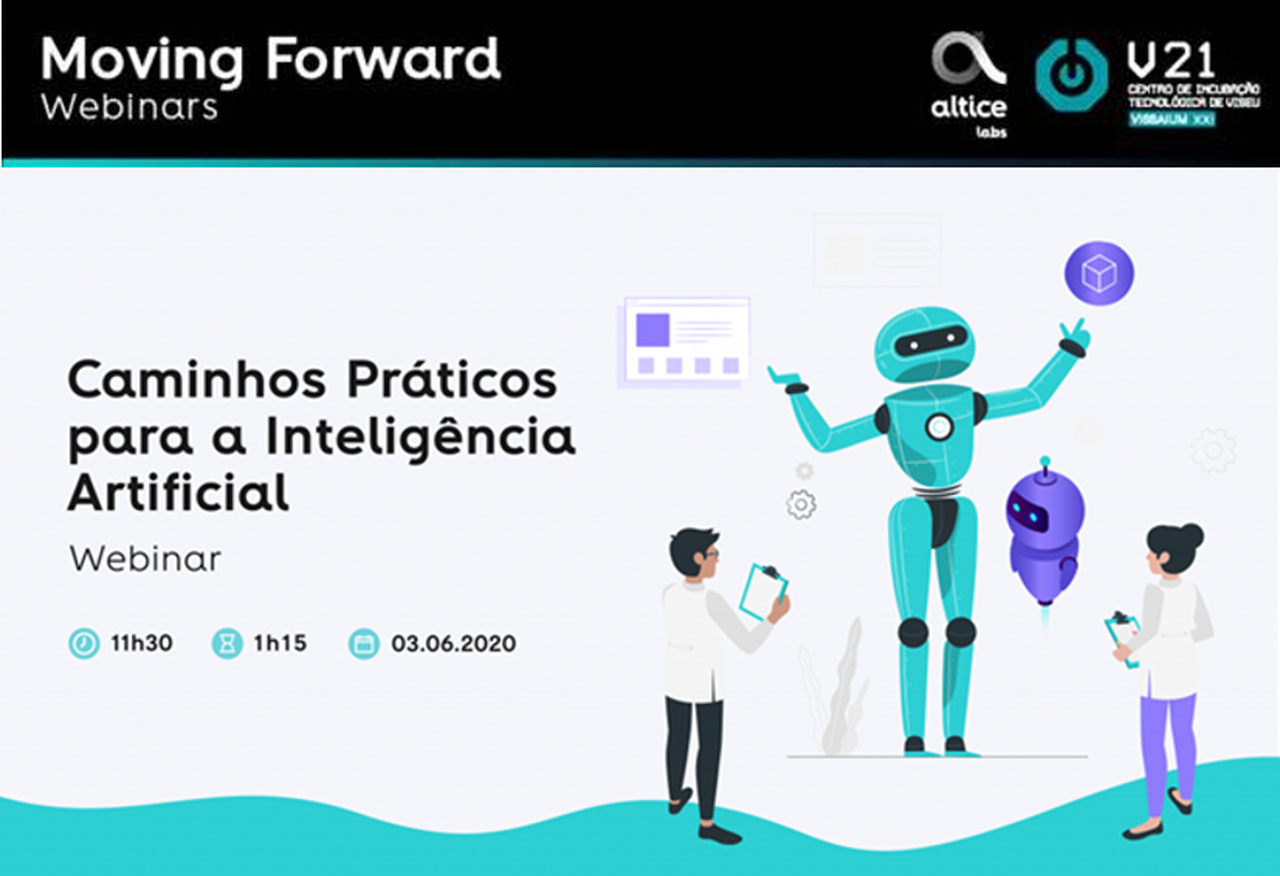 Moving Forward
Webinars
altice
labs
V21
CENTRO DE INCUBAÇÃO
TECNOLÓGICA DE VISEU
VISSAIUM XXI
Caminhos Práticos
para a Inteligência
Artificial
Webinar
11h30 1h15 03.06.2020